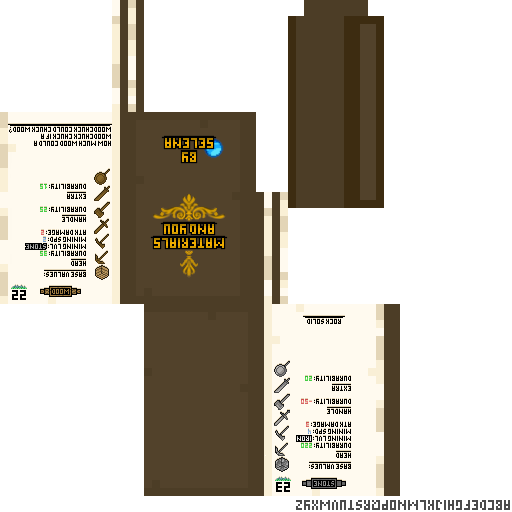 MATERIALS
AND YOU
BY
SELENA
22
WOOD
BASE VALUES:
HEAD
DURABILITY:35
MINING LVL:STONE
MINING SPD:
ATK DAMAGE:2
HANDLE
DURABILITY:25
EXTRA
DURABILITY:15
HOW MUCH WOOD COULD A
WOODCHUCK CHUCK IF A
WOODCHUCK COULD CHUCK WOOD?
23
STONE
BASE VALUES:
HEAD
DURABILITY:
MINING LVL:IRON
MINING SPD:
ATK DAMAGE:3
HANDLE
DURABILITY:-50
EXTRA
DURABILITY:20
ROCK SOLID
ABCDEFGHIJKLMNOPQRSTUVWXYZ